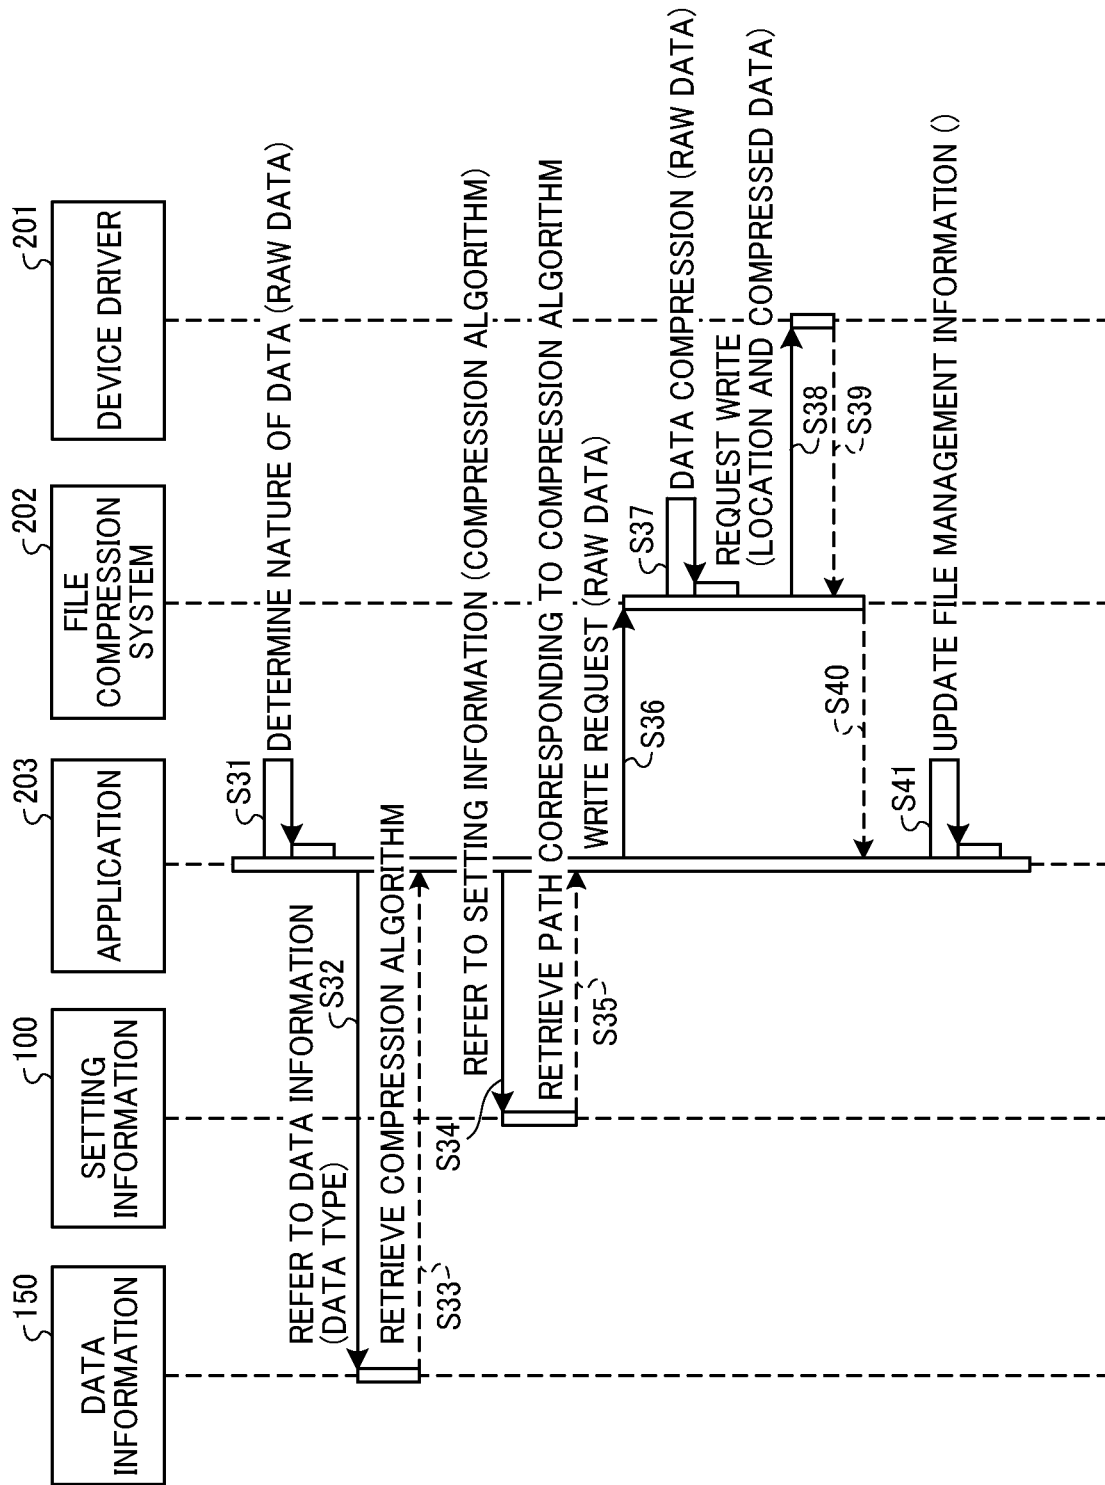 150
DATA
INFORMATION
100
SETTING
INFORMATION
203
APPLICATION
202
FILE
COMPRESSION
SYSTEM
201
DEVICE DRIVER
S31
DETERMINE NATURE OF DATA (RAW DATA)
REFER TO DATA INFORMATION
(DATA TYPE)
S32
RETRIEVE COMPRESSION ALGORITHM
S33
REFER TO SETTING INFORMATION (COMPRESSION ALGORITHM)
S34
RETRIEVE PATH CORRESPONDING TO COMPRESSION ALGORITHM
S35
WRITE REQUEST (RAW DATA)
S36
S37
DATA COMPRESSION (RAW DATA)
REQUEST WRITE
(LOCATION AND COMPRESSED DATA)
S38
S39
S40
S41
UPDATE FILE MANAGEMENT INFORMATION ()